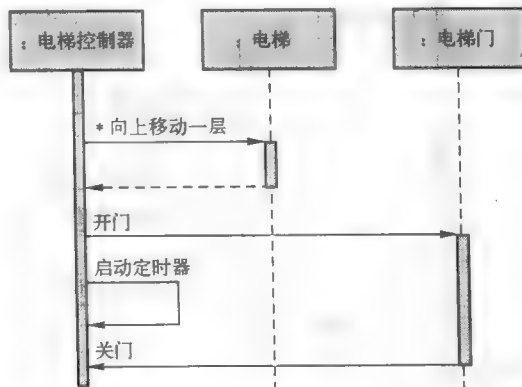 ：电梯控制器
：电梯
：电梯门
*向上移动一层
开门
启动定时器
关门